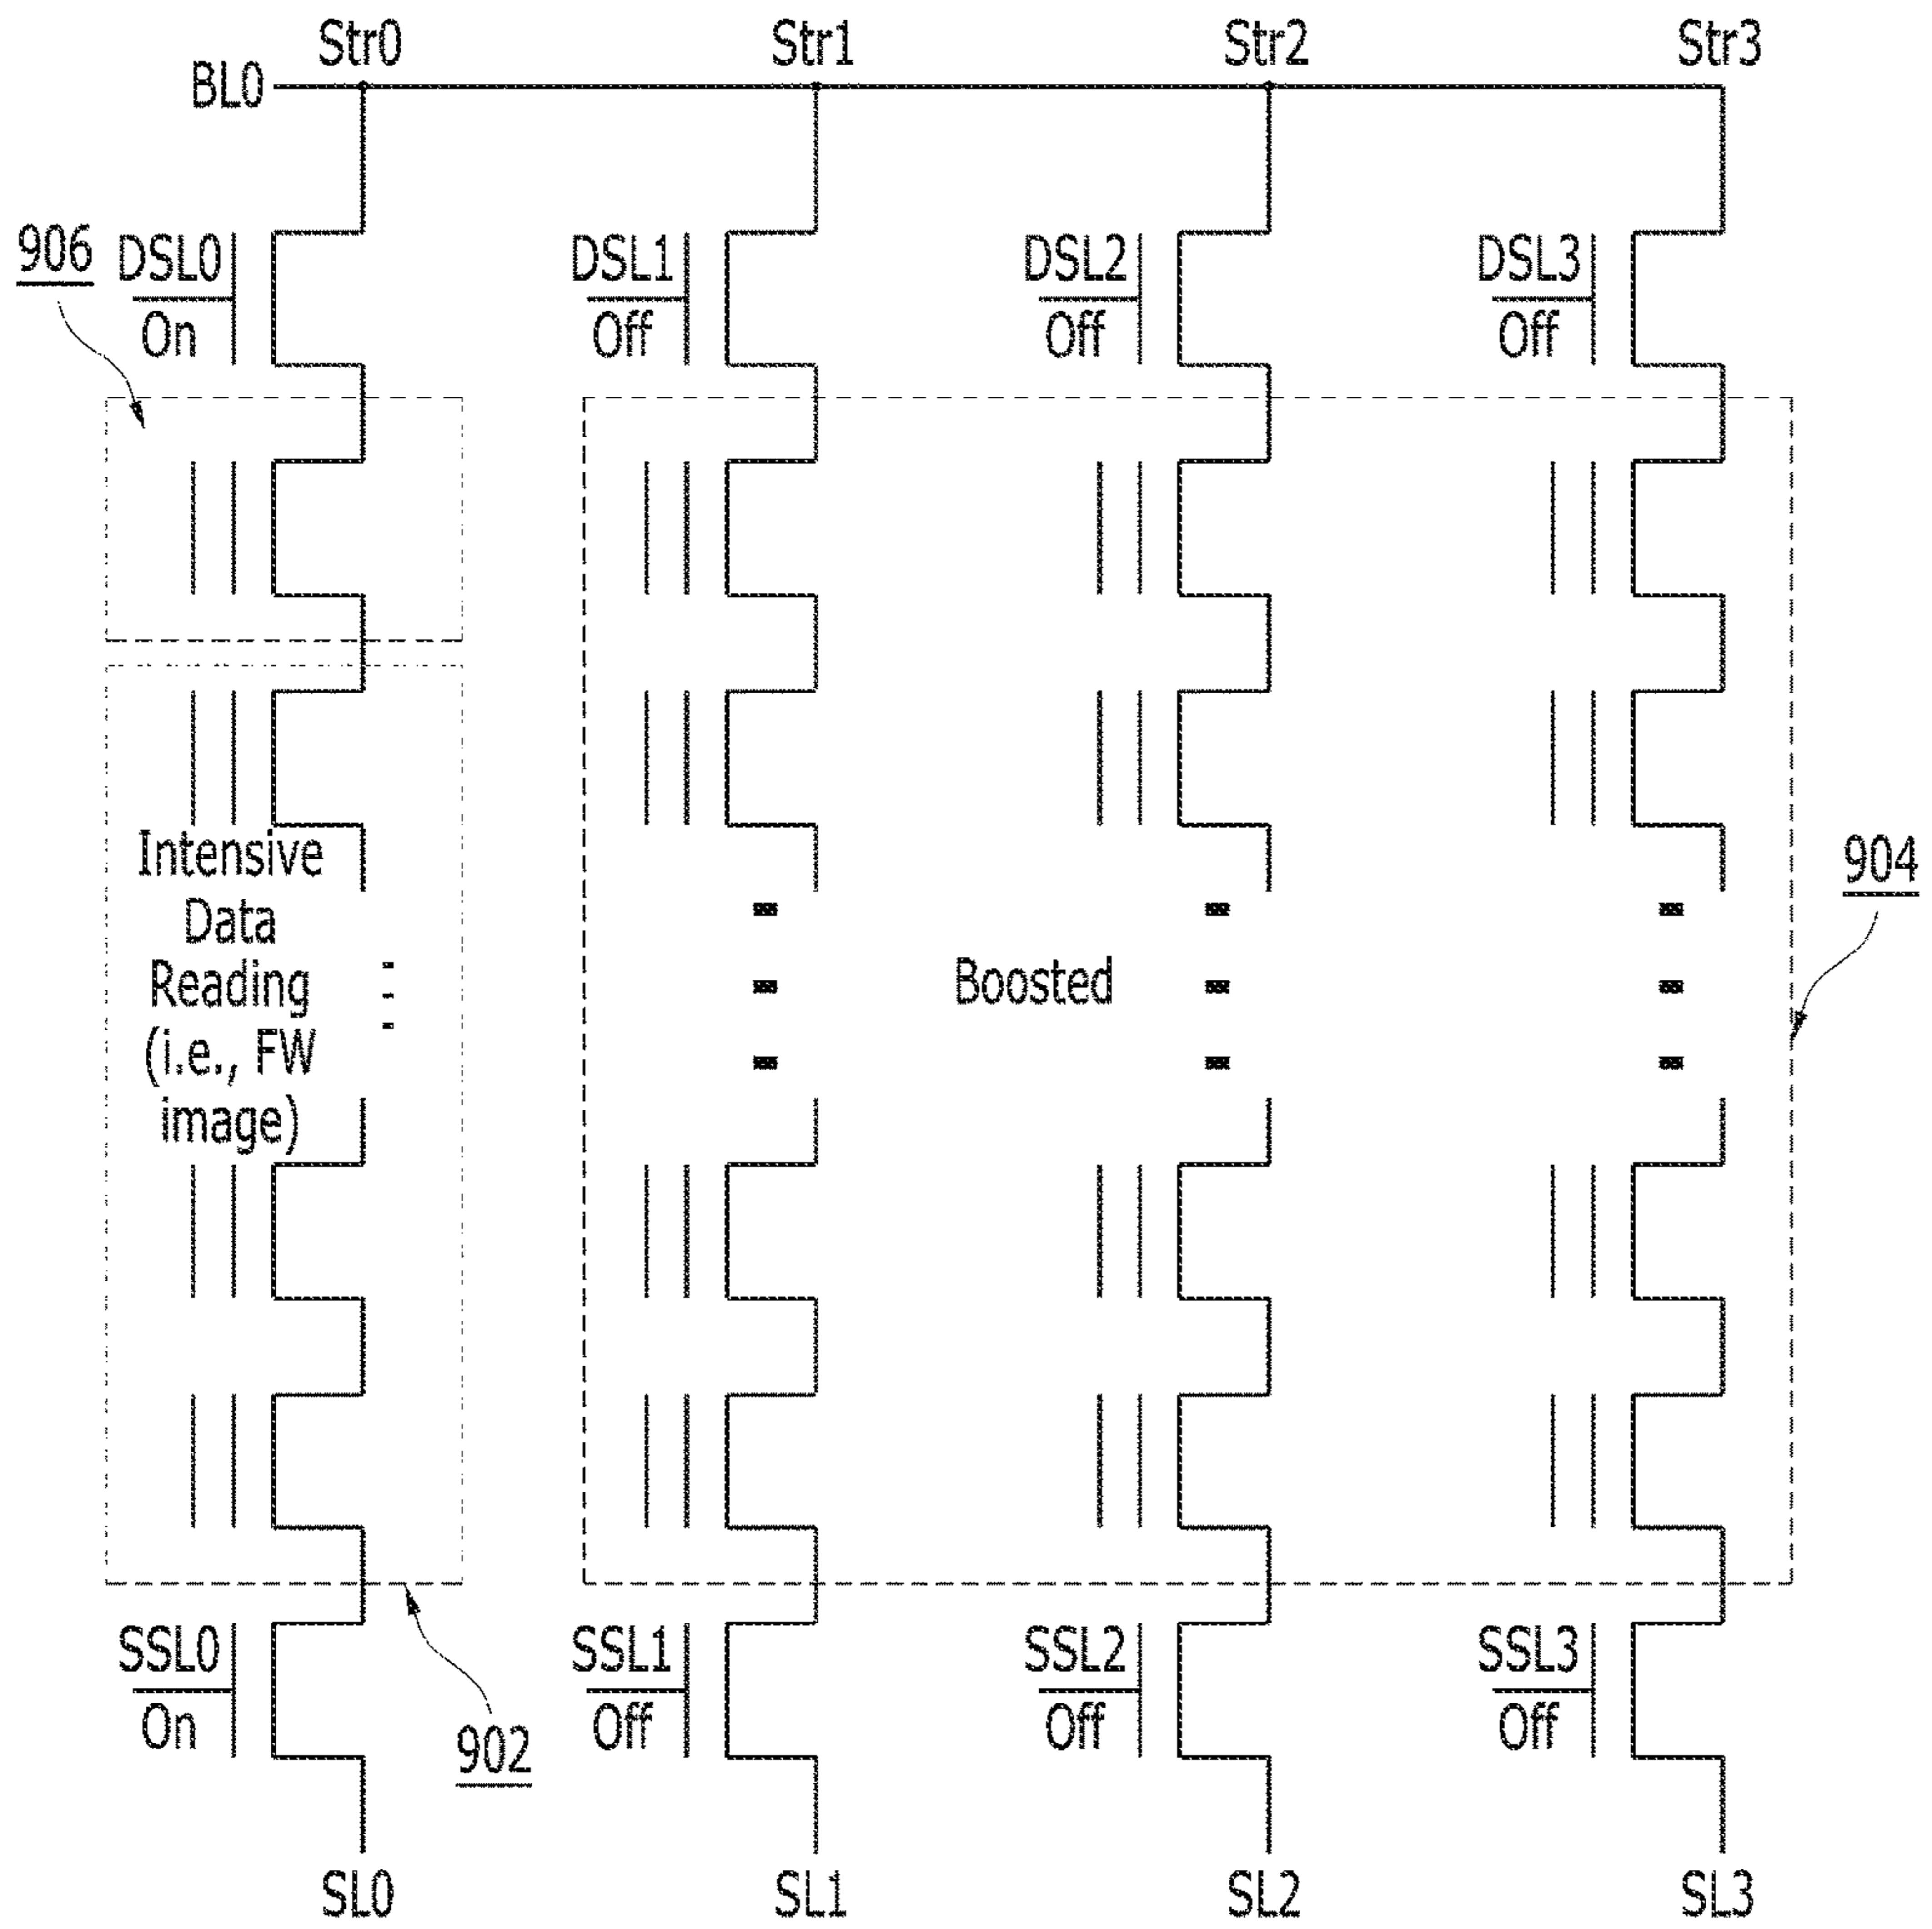 Str0 Str1 Str2 Str3
BL0
906
DSL0 DSL1 DSL2 DSL3
On Off Off Off
Intensive
Data
Reading
(i.e., FW
image)
Boosted
904
SSL0 SSL1 SSL2 SSL3
On Off Off Off
902
SL0 SL1 SL2 SL3